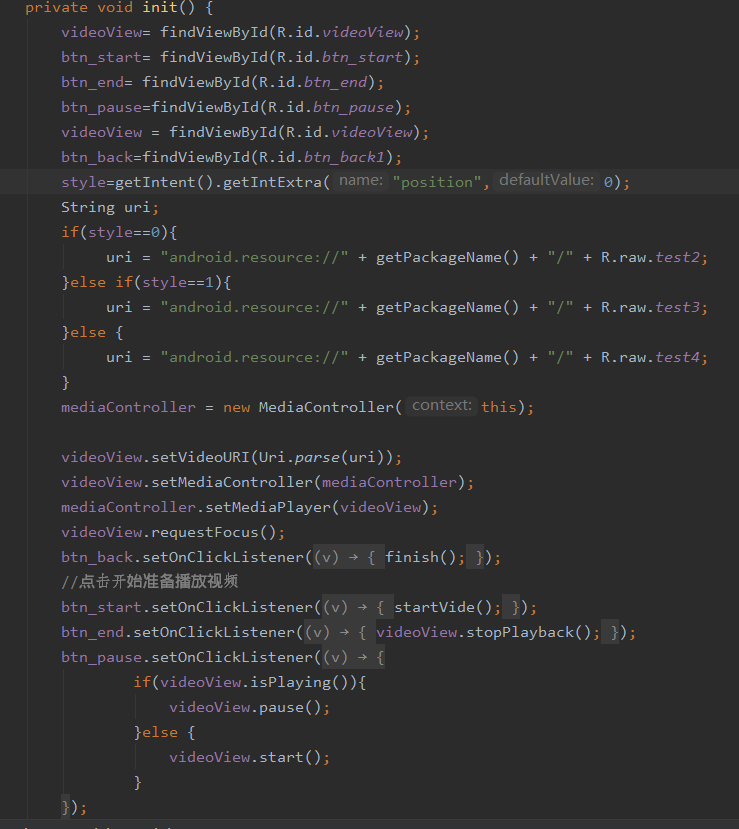 private void init() {
videoView= findViewById(R.id.videoView);
btn_start= findViewById(R.id.btn_start);
btn_end= findViewById(R.id.btn_end);
btn_pause=findViewById(R.id.btn_pause);
videoView = findViewById(R.id.videoView);
btn_back=findViewById(R.id.btn_back1);
style=getIntent().getIntExtra( name: "position", defaultValue: 0);
String uri;
if(style==0){
uri = "android.resource://" + getPackageName() + "/" + R.raw.test2;
}else if(style==1){
uri = "android.resource://" + getPackageName() + "/" + R.raw.test3;
}else {
uri = "android.resource://" + getPackageName() + "/" + R.raw.test4;
}
mediaController = new MediaController( context: this);
videoView.setVideoURI(Uri.parse(uri));
videoView.setMediaController(mediaController);
mediaController.setMediaPlayer(videoView);
videoView.requestFocus();
btn_back.setOnClickListener((v) → { finish(); });
//点击开始准备播放视频
btn_start.setOnClickListener((v) → { startVide(); });
btn_end.setOnClickListener((v) → { videoView.stopPlayback(); });
btn_pause.setOnClickListener((v) → {
if(videoView.isPlaying()){
videoView.pause();
}else {
videoView.start();
}
});